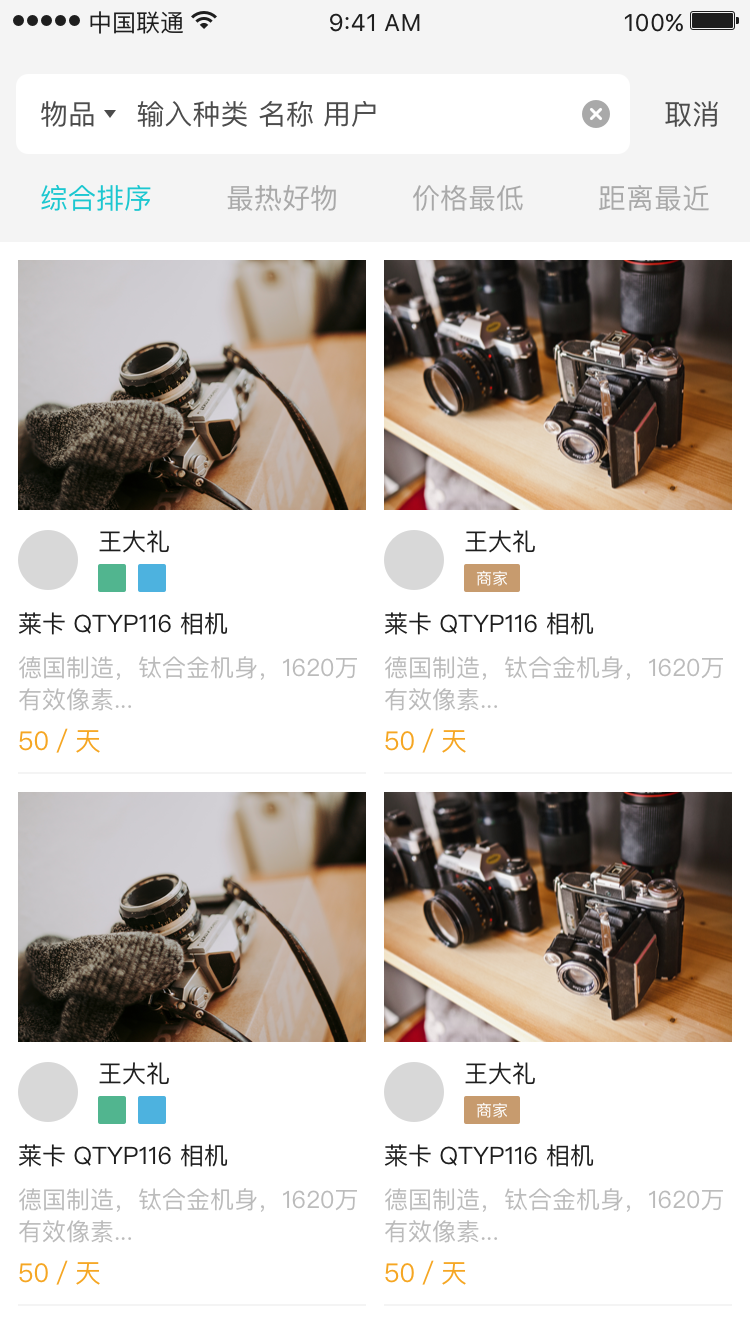 中国联通
9:41 AM
100%
物品
输入种类 名称 用户
取消
综合排序
最热好物
价格最低
距离最近
王大礼
莱卡 QTYP116 相机
德国制造，钛合金机身，1620万
有效像素...
50 / 天
王大礼
商家
莱卡 QTYP116 相机
德国制造，钛合金机身，1620万
有效像素...
50 / 天
王大礼
莱卡 QTYP116 相机
德国制造，钛合金机身，1620万
有效像素...
50 / 天
王大礼
商家
莱卡 QTYP116 相机
德国制造，钛合金机身，1620万
有效像素...
50 / 天